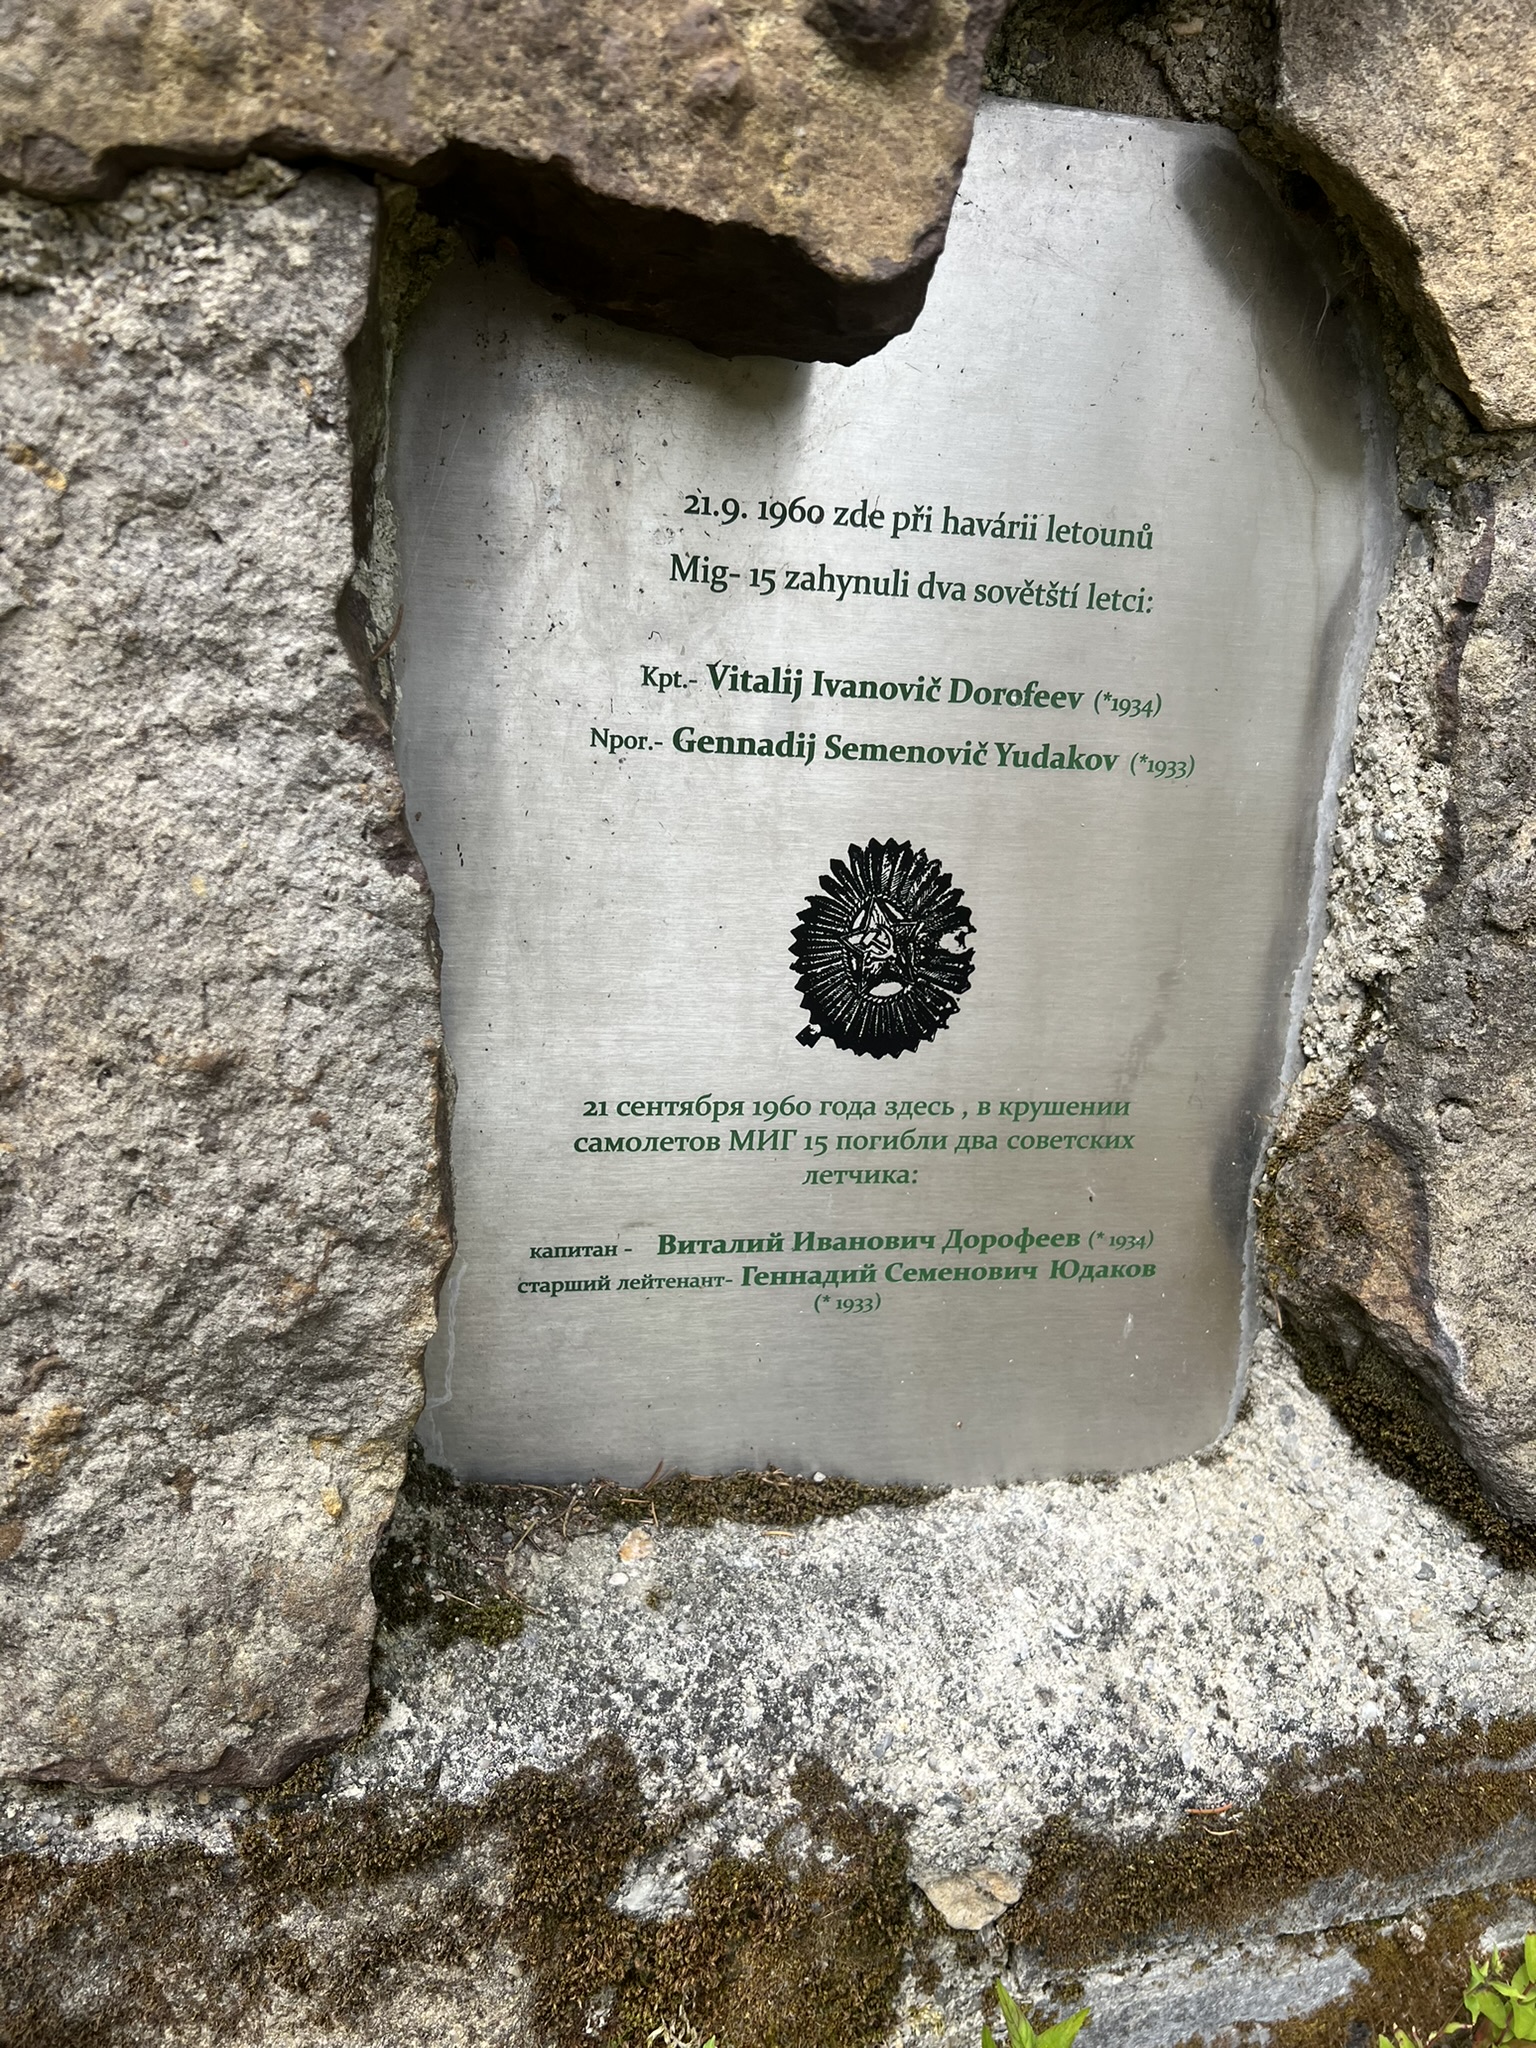 21.9. 1960 zde při havárii letounů
Mig- 15 zahynuli dva sovětští letci:
Kpt.- Vitalij Ivanovič Dorofeev (*1934)
Npor.- Gennadij Semenovič Yudakov (*1933)
21 сентября 1960 года здесь , в крушении
самолетов МИГ 15 погибли два советских
летчика:
капитан - Виталий Иванович Дорофеев (* 1934)
старший лейтенант- Геннадий Семенович Юдаков
(* 1933)